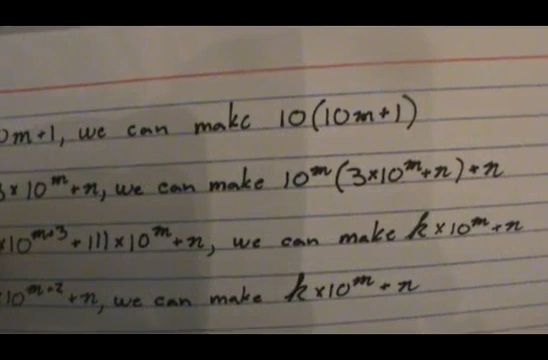 0m+1, we can make 10(10m+1)
3×10^m+n, we can make 10^m(3×10^m+n)+n
×10^{m+3}+111×10^m+n, we can make k×10^m+n
10^{m+2}+n, we can make k×10^m+n